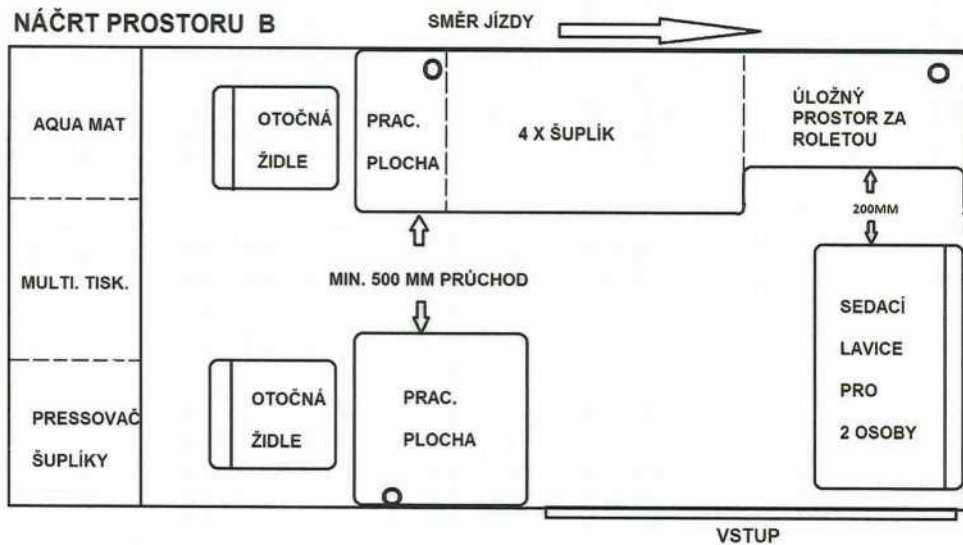 NÁČRT PROSTORU B
SMĚR JÍZDY
AQUA MAT
OTOČNÁ
ŽIDLE
PRAC.
PLOCHA
4 X ŠUPLÍK
ÚLOŽNÝ
PROSTOR ZA
ROLETOU
200MM
MULTI. TISK.
MIN. 500 MM PRŮCHOD
SEDACÍ
LAVICE
PRO
2 OSOBY
PRESSOVAČ
ŠUPLÍKY
OTOČNÁ
ŽIDLE
PRAC.
PLOCHA
VSTUP